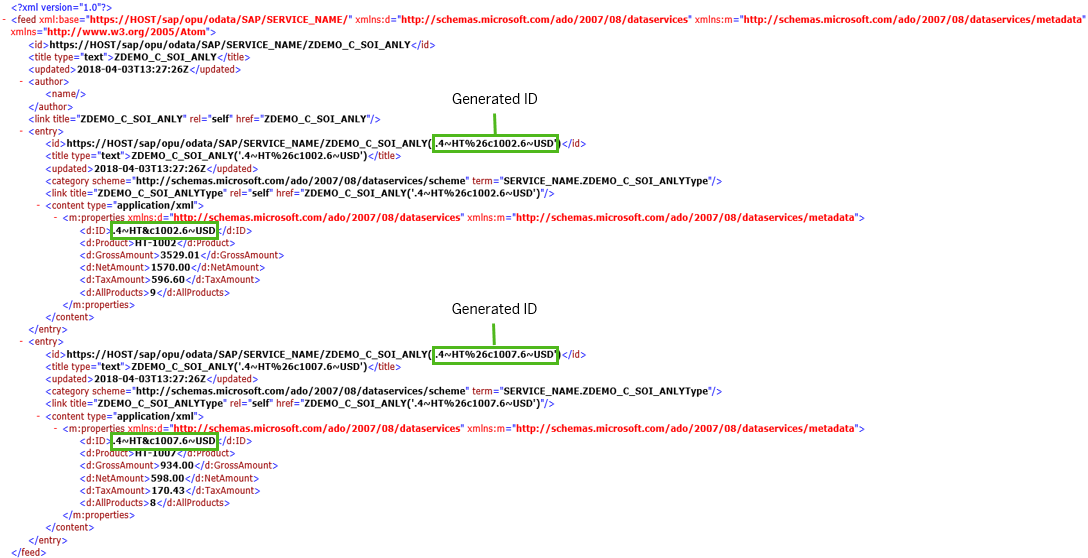 <?xml version="1.0"?>
- <feed xml:base="https://HOST/sap/opu/odata/SAP/SERVICE_NAME/" xmlns:d="http://schemas.microsoft.com/ado/2007/08/dataservices" xmlns:m="http://schemas.microsoft.com/ado/2007/08/dataservices/metadata"
xmlns="http://www.w3.org/2005/Atom">
<id>https://HOST/sap/opu/odata/SAP/SERVICE_NAME/ZDEMO_C_SOI_ANLY</id>
<title type="text">ZDEMO_C_SOI_ANLY</title>
<updated>2018-04-03T13:27:26Z</updated>
- <author>
<name/>
</author>
<link title="ZDEMO_C_SOI_ANLY" rel="self" href="ZDEMO_C_SOI_ANLY"/>
Generated ID
- <entry>
<id>https://HOST/sap/opu/odata/SAP/SERVICE_NAME/ZDEMO_C_SOI_ANLY('.4~HT%26c1002.6~USD')</id>
<title type="text">ZDEMO_C_SOI_ANLY('.4~HT%26c1002.6~USD')</title>
<updated>2018-04-03T13:27:26Z</updated>
<category scheme="http://schemas.microsoft.com/ado/2007/08/dataservices/scheme" term="SERVICE_NAME.ZDEMO_C_SOI_ANLYType"/>
<link title="ZDEMO_C_SOI_ANLYType" rel="self" href="ZDEMO_C_SOI_ANLY('.4~HT%26c1002.6~USD')"/>
- <content type="application/xml">
- <m:properties xmlns:d="http://schemas.microsoft.com/ado/2007/08/dataservices" xmlns:m="http://schemas.microsoft.com/ado/2007/08/dataservices/metadata">
<d:ID>.4~HT&c1002.6~USD</d:ID>
<d:Product>HT-1002</d:Product>
<d:GrossAmount>3529.01</d:GrossAmount>
<d:NetAmount>1570.00</d:NetAmount>
<d:TaxAmount>596.60</d:TaxAmount>
<d:AllProducts>9</d:AllProducts>
</m:properties>
</content>
</entry>
Generated ID
- <entry>
<id>https://HOST/sap/opu/odata/SAP/SERVICE_NAME/ZDEMO_C_SOI_ANLY('.4~HT%26c1007.6~USD')</id>
<title type="text">ZDEMO_C_SOI_ANLY('.4~HT%26c1007.6~USD')</title>
<updated>2018-04-03T13:27:26Z</updated>
<category scheme="http://schemas.microsoft.com/ado/2007/08/dataservices/scheme" term="SERVICE_NAME.ZDEMO_C_SOI_ANLYType"/>
<link title="ZDEMO_C_SOI_ANLYType" rel="self" href="ZDEMO_C_SOI_ANLY('.4~HT%26c1007.6~USD')"/>
- <content type="application/xml">
- <m:properties xmlns:d="http://schemas.microsoft.com/ado/2007/08/dataservices" xmlns:m="http://schemas.microsoft.com/ado/2007/08/dataservices/metadata">
<d:ID>.4~HT&c1007.6~USD</d:ID>
<d:Product>HT-1007</d:Product>
<d:GrossAmount>934.00</d:GrossAmount>
<d:NetAmount>598.00</d:NetAmount>
<d:TaxAmount>170.43</d:TaxAmount>
<d:AllProducts>8</d:AllProducts>
</m:properties>
</content>
</entry>
</feed>